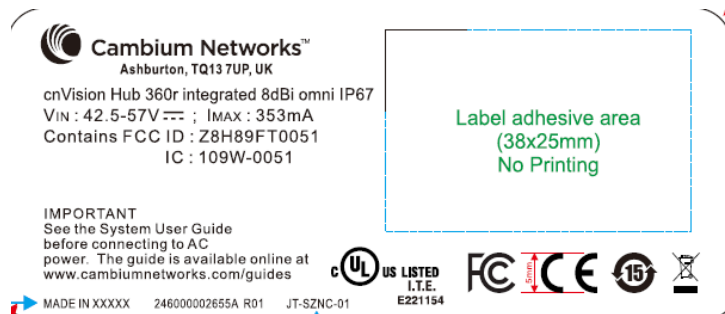 Cambium Networks™
Ashburton, TQ13 7UP, UK
cnVision Hub 360r integrated 8dBi omni IP67
VIN : 42.5-57V ⎓ ; IMAX : 353mA
Contains FCC ID : Z8H89FT0051
IC : 109W-0051
Label adhesive area
(38x25mm)
No Printing
IMPORTANT
See the System User Guide
before connecting to AC
power. The guide is available online at
www.cambiumnetworks.com/guides
c UL US LISTED
I.T.E.
E221154
FC
5mm
CE
15
MADE IN XXXXX 246000002655A R01 JT-SZNC-01